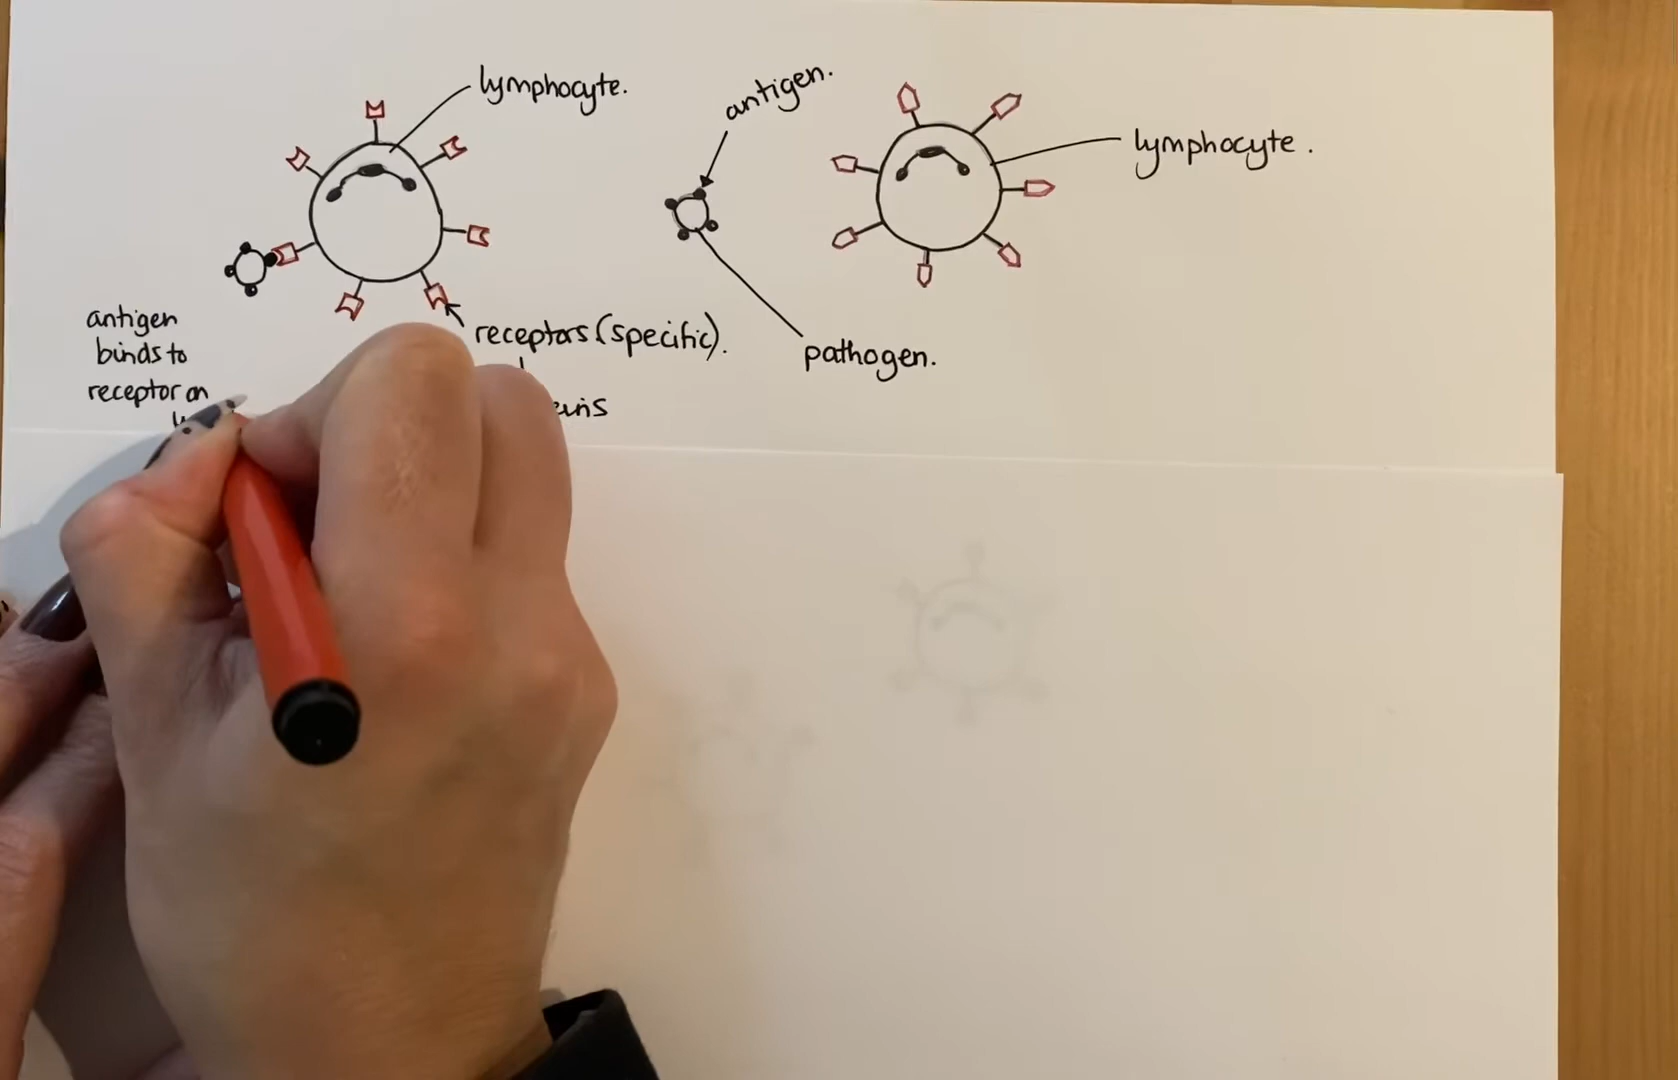 lymphocyte.
antigen.
lymphocyte.
antigen
binds to
receptor on
receptors (specific).
pathogen.